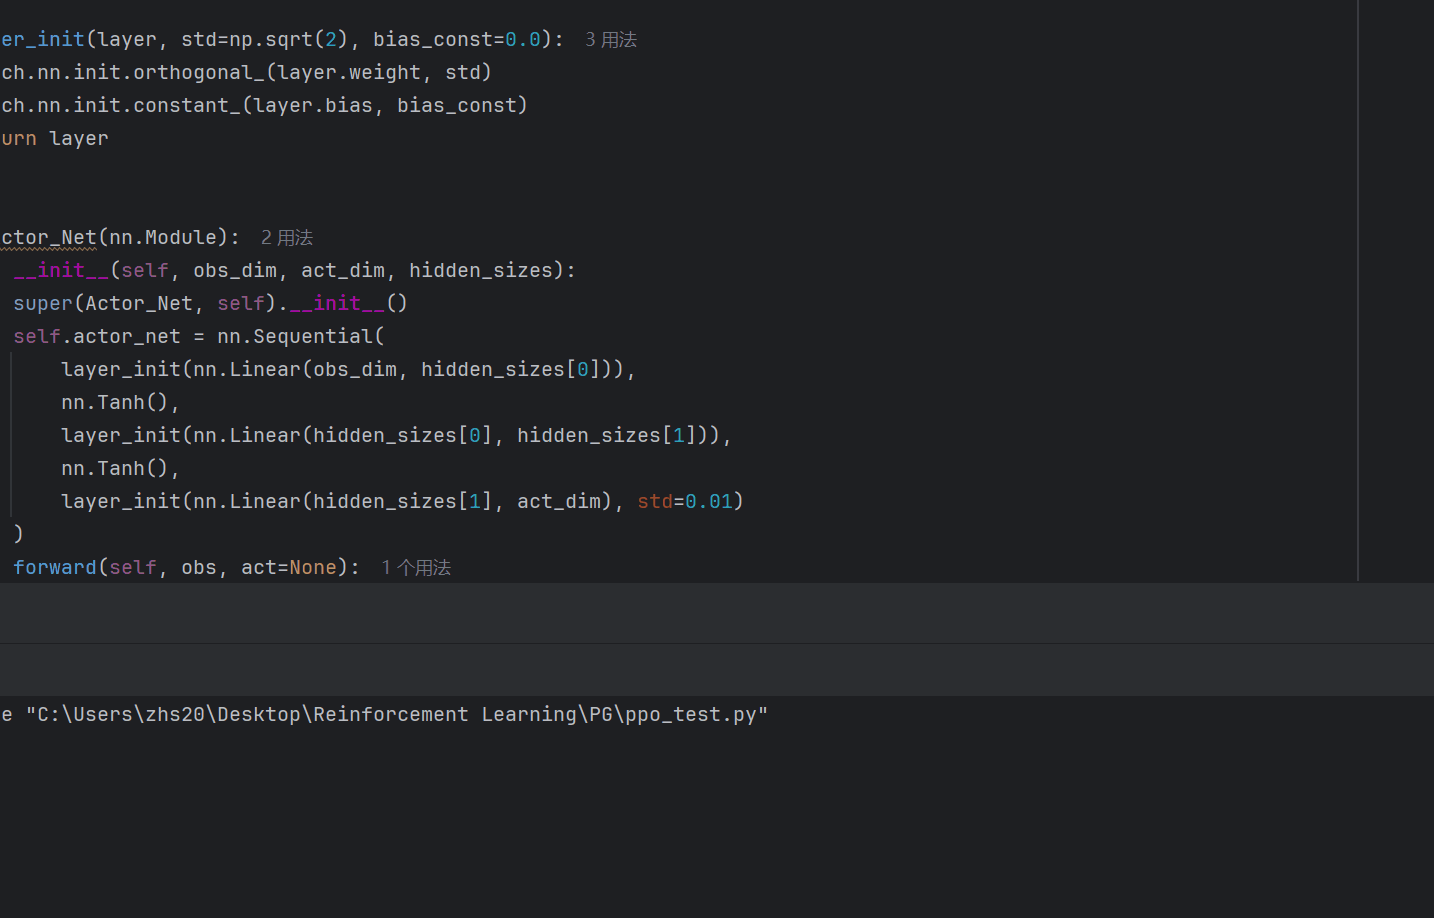 er_init(layer, std=np.sqrt(2), bias_const=0.0): 3 用法
ch.nn.init.orthogonal_(layer.weight, std)
ch.nn.init.constant_(layer.bias, bias_const)
urn layer
ctor_Net(nn.Module): 2 用法
__init__(self, obs_dim, act_dim, hidden_sizes):
super(Actor_Net, self).__init__()
self.actor_net = nn.Sequential(
layer_init(nn.Linear(obs_dim, hidden_sizes[0])),
nn.Tanh(),
layer_init(nn.Linear(hidden_sizes[0], hidden_sizes[1])),
nn.Tanh(),
layer_init(nn.Linear(hidden_sizes[1], act_dim), std=0.01)
)
forward(self, obs, act=None): 1 个用法
e "C:\Users\zhs20\Desktop\Reinforcement Learning\PG\ppo_test.py"